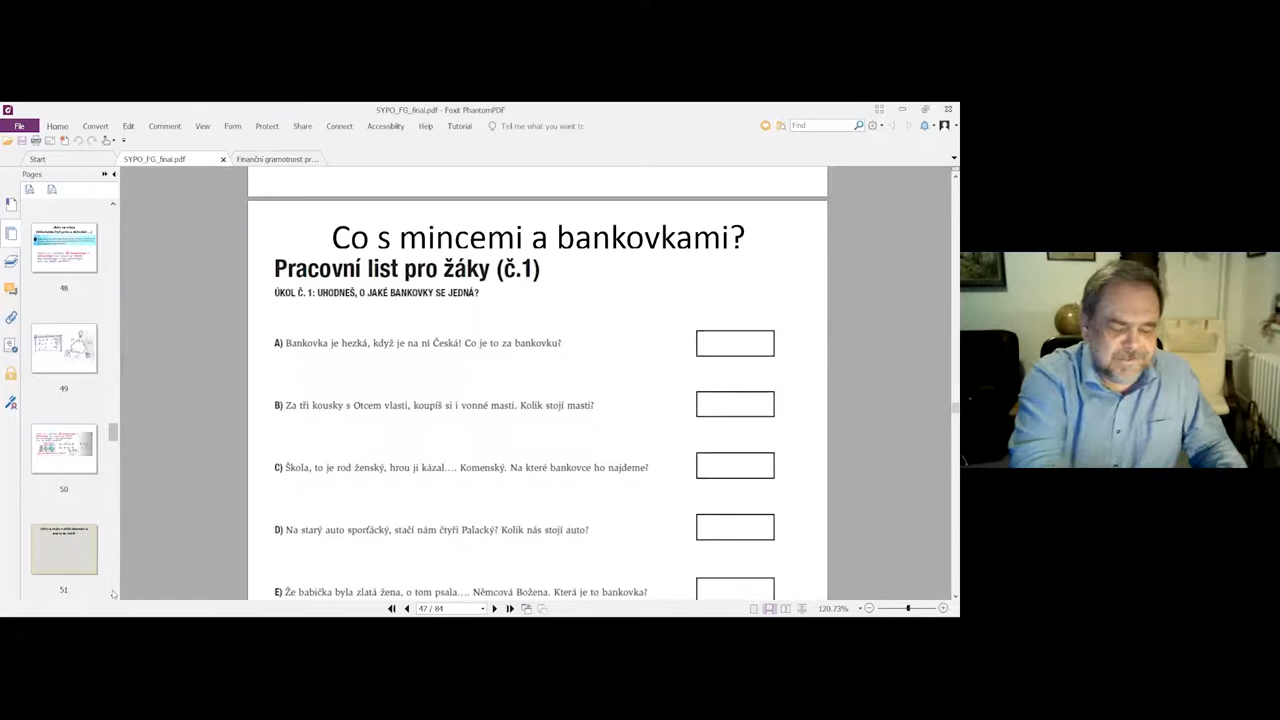 SYPO_FG_final.pdf - Foxit PhantomPDF
File Home Convert Edit Comment View Form Protect Share Connect Accessibility Help Tutorial Tell me what you want tc
Find
Start SYPO_FG_final.pdf Finanční gramotnost pr...
Pages
48
49
50
51
Co s mincemi a bankovkami?
Pracovní list pro žáky (č.1)
ÚKOL Č. 1: UHODNEŠ, O JAKÉ BANKOVKY SE JEDNÁ?
A) Bankovka je hezká, když je na ní Česká! Co je to za bankovku?
B) Za tři kousky s Otcem vlasti, koupíš si i vonné masti. Kolik stojí masti?
C) Škola, to je rod ženský, hrou ji kázal.... Komenský. Na které bankovce ho najdeme?
D) Na starý auto sporťácký, stačí nám čtyři Palacký? Kolik nás stojí auto?
E) Že babička byla zlatá žena, o tom psala.... Němcová Božena. Která je to bankovka?
47 / 84
120.73%